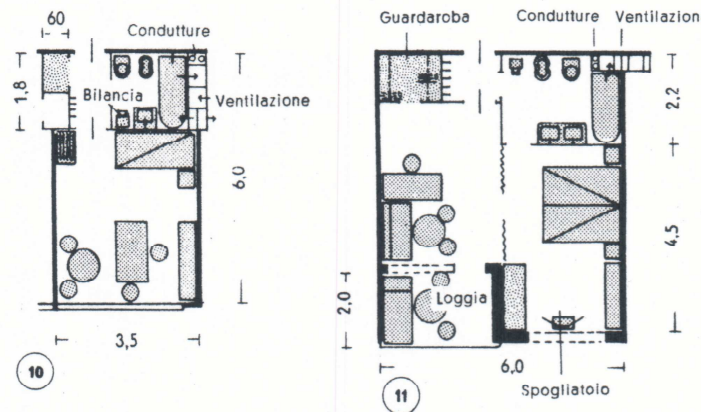 60
1,8
Condutture
Bilancia
Ventilazione
6,0
3,5
10
Guardaroba
Condutture
Ventilazion
2,2
4,5
2,0
Loggia
6,0
Spogliatoio
11